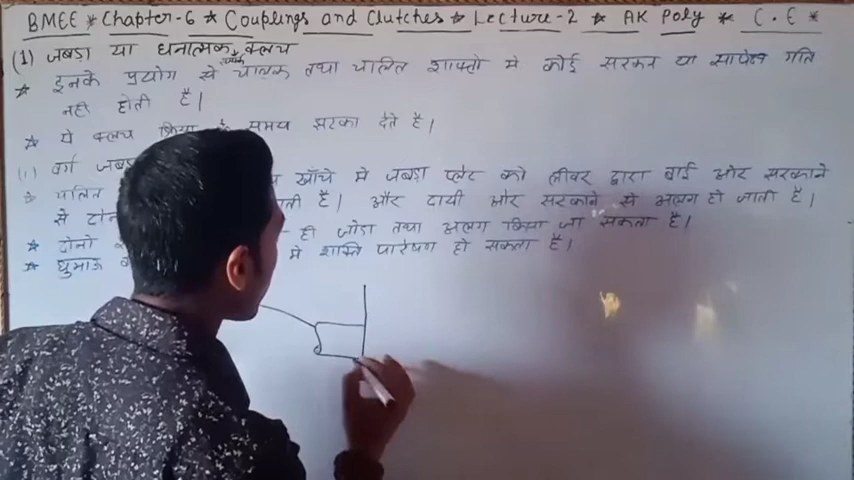 BMEE * Chapter-6 * Couplings and Clutches * Lecture-2 * AK Poly * C.E *
(1) जबड़ा या धनात्मक क्लच
* इनके प्रयोग से चालक तथा चालित शाफ्टो मे कोई सरकन या सापेक्ष गति
नही होती है।
* ये क्लच क्रिया के समय झटका देते है।
(i) वर्ग जबड़ा खाँचे मे जबड़ा प्लेट को लीवर द्वारा बाई ओर सरकाने
* चालित है। और दायी ओर सरकाने से अलग हो जाती है।
से दोनो
* दोनो ही जोड़ा तथा अलग किया जा सकता है।
* घुमाऊ मे शक्ति पारेषण हो सकता है।